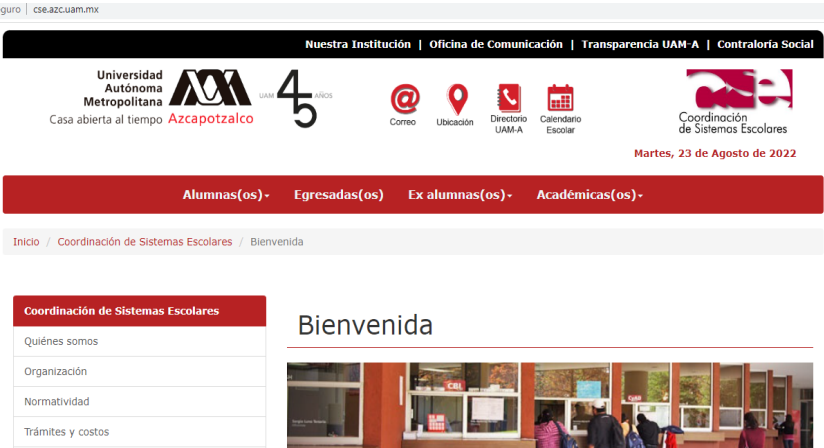 guro | cse.azc.uam.mx
Nuestra Institución | Oficina de Comunicación | Transparencia UAM-A | Contraloría Social
Universidad
Autónoma
Metropolitana
Casa abierta al tiempo Azcapotzalco
UAM 45 AÑOS
Correo
Ubicación
Directorio
UAM-A
Calendario
Escolar
cse
Coordinación
de Sistemas Escolares
Martes, 23 de Agosto de 2022
Alumnas(os) Egresadas(os) Ex alumnas(os) Académicas(os)
Inicio / Coordinación de Sistemas Escolares / Bienvenida
Coordinación de Sistemas Escolares
Quiénes somos
Organización
Normatividad
Trámites y costos
Bienvenida
CBI
CyAD